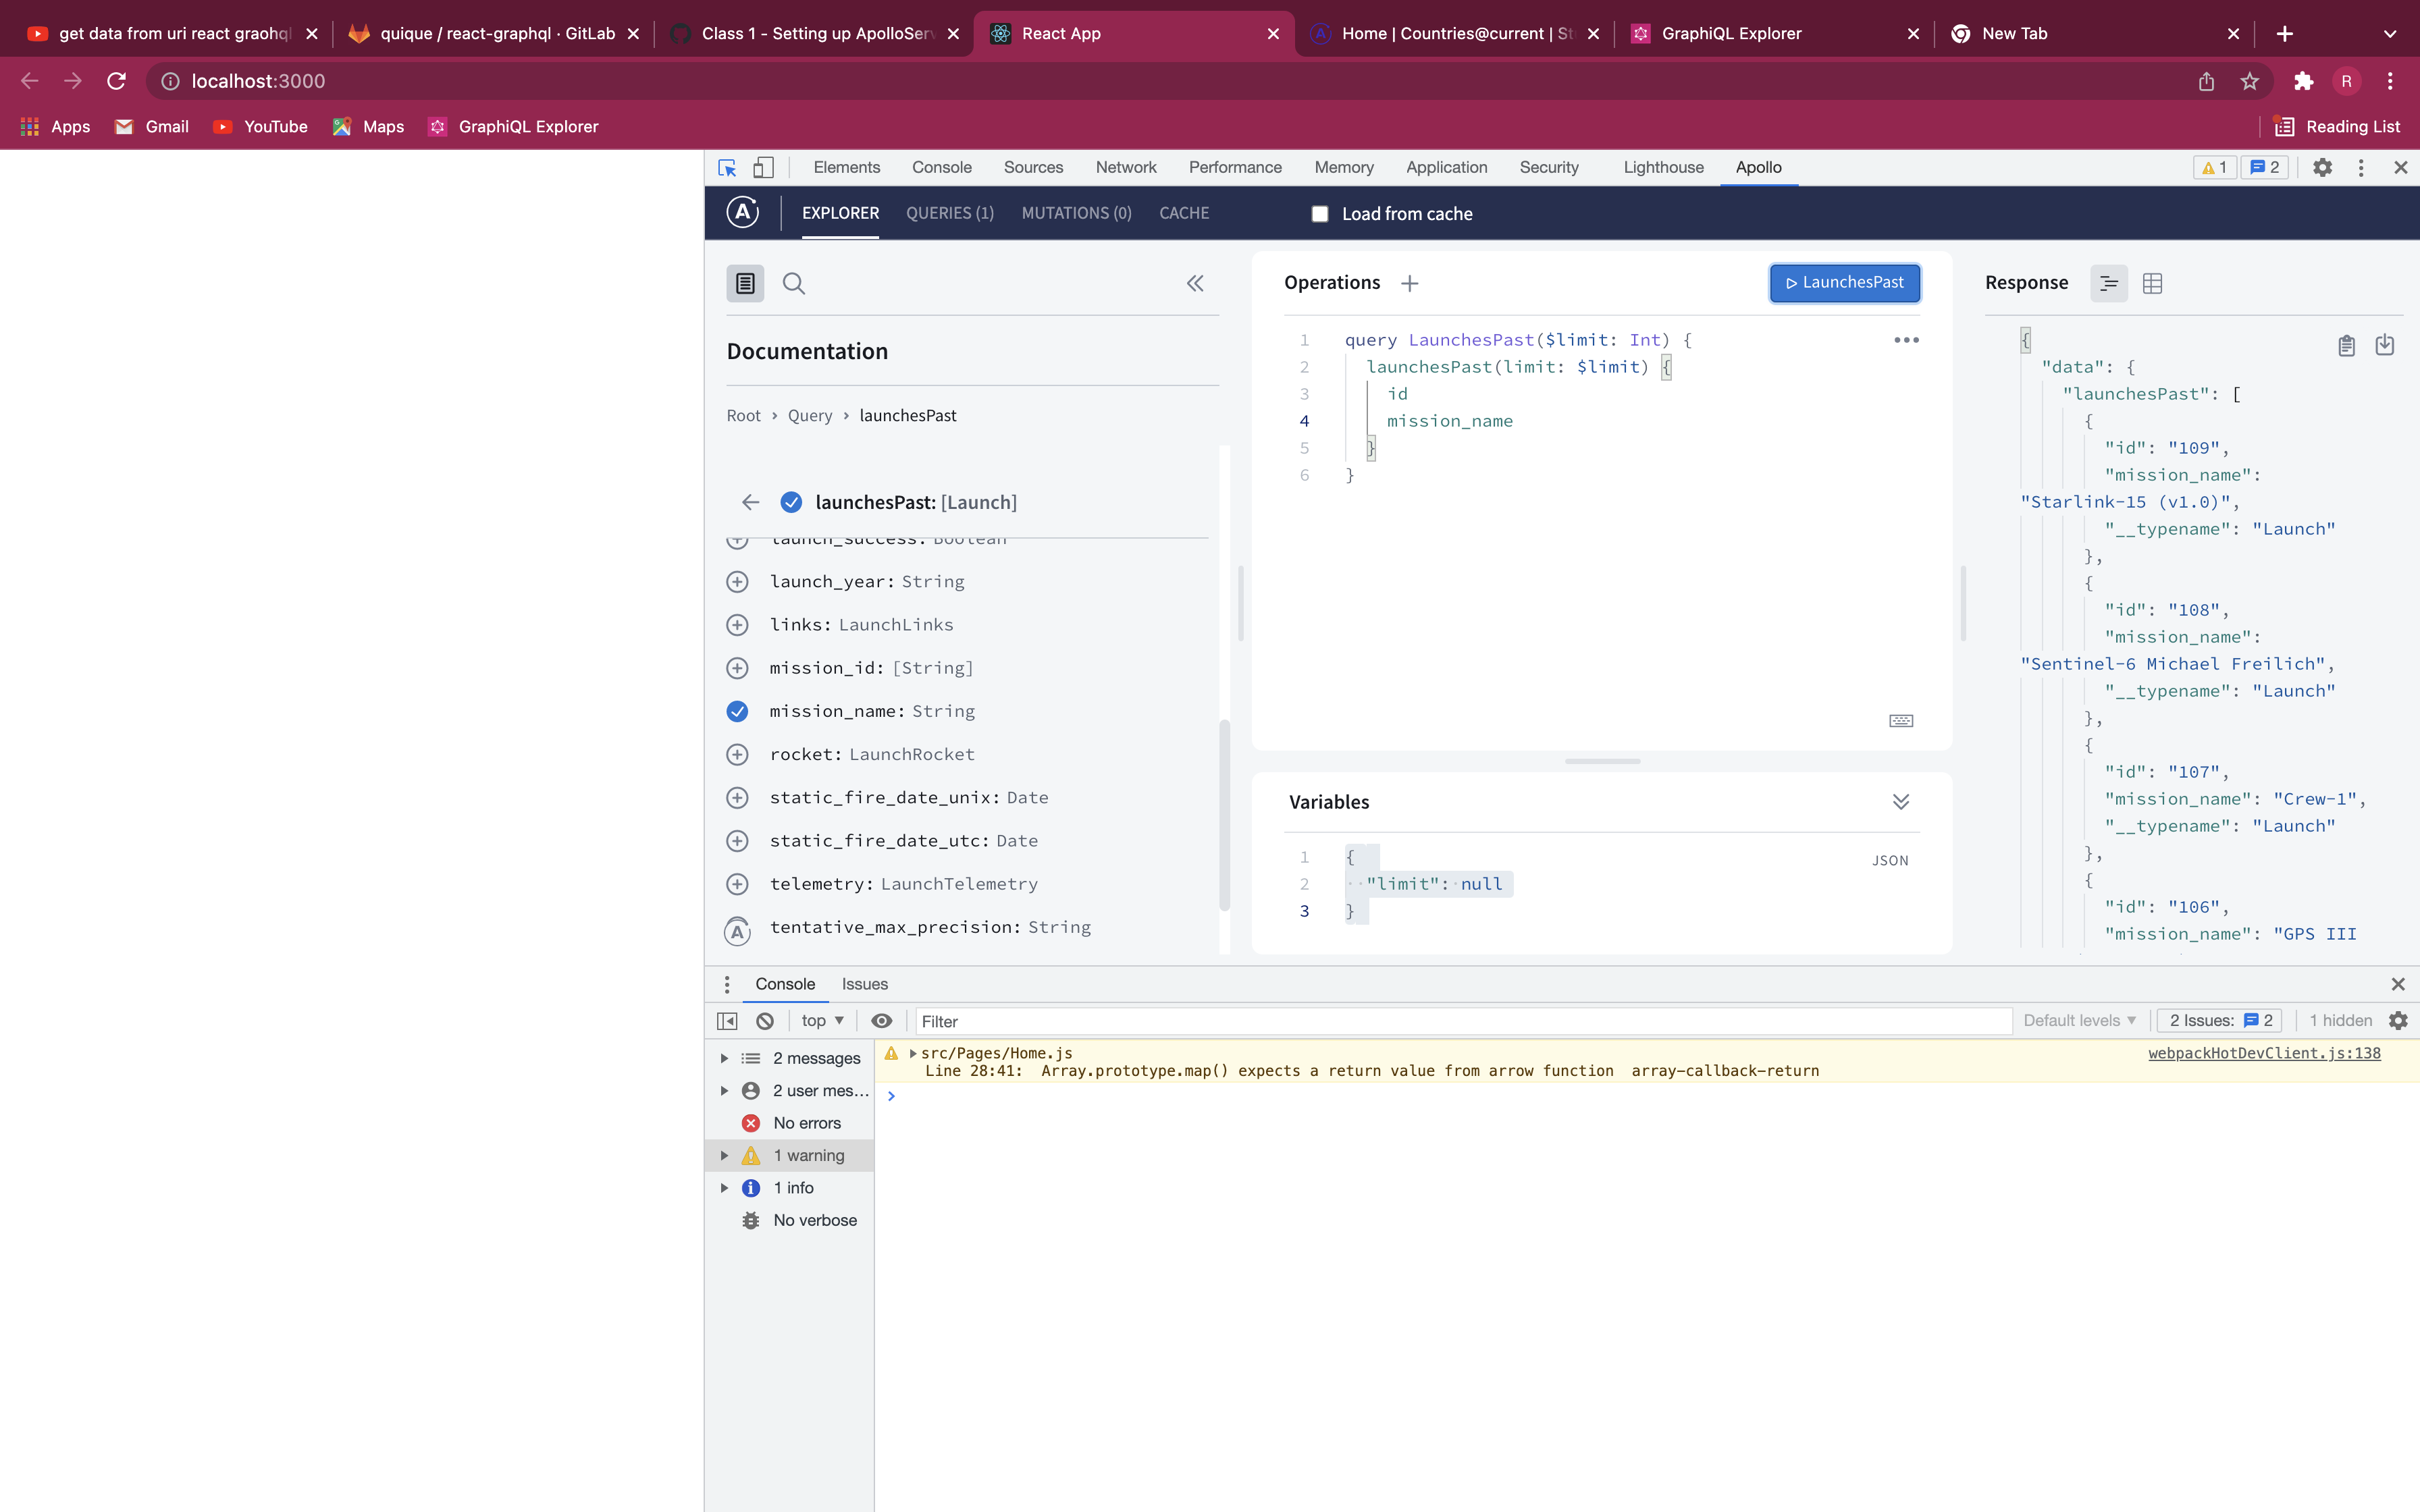 get data from uri react graohql
quique / react-graphql · GitLab
Class 1 - Setting up ApolloServ
React App
Home | Countries@current | St
GraphiQL Explorer
New Tab
localhost:3000
R
Apps
Gmail
YouTube
Maps
GraphiQL Explorer
Reading List
Elements
Console
Sources
Network
Performance
Memory
Application
Security
Lighthouse
Apollo
1
2
EXPLORER
QUERIES (1)
MUTATIONS (0)
CACHE
Load from cache
Documentation
Root › Query › launchesPast
launchesPast: [Launch]
launch_success: Boolean
launch_year: String
links: LaunchLinks
mission_id: [String]
mission_name: String
rocket: LaunchRocket
static_fire_date_unix: Date
static_fire_date_utc: Date
telemetry: LaunchTelemetry
tentative_max_precision: String
Operations
LaunchesPast
1 query LaunchesPast($limit: Int) {
2 launchesPast(limit: $limit) {
3 id
4 mission_name
5 }
6 }
Variables
JSON
1 {
2 "limit": null
3 }
Response
{
"data": {
"launchesPast": [
{
"id": "109",
"mission_name":
"Starlink-15 (v1.0)",
"__typename": "Launch"
},
{
"id": "108",
"mission_name":
"Sentinel-6 Michael Freilich",
"__typename": "Launch"
},
{
"id": "107",
"mission_name": "Crew-1",
"__typename": "Launch"
},
{
"id": "106",
"mission_name": "GPS III
Console
Issues
top
Filter
Default levels
2 Issues: 2
1 hidden
2 messages
2 user mes...
No errors
1 warning
1 info
No verbose
src/Pages/Home.js
webpackHotDevClient.js:138
Line 28:41: Array.prototype.map() expects a return value from arrow function array-callback-return